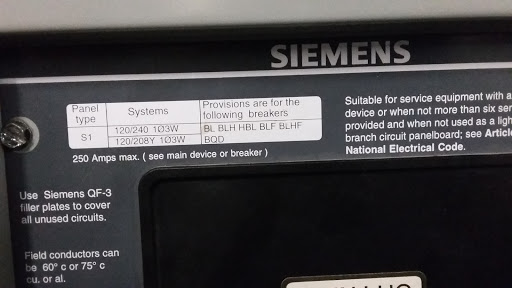 SIEMENS
Panel type Systems Provisions are for the following breakers
S1 120/240 1Ø3W BL BLH HBL BLF BLHF
120/208Y 1Ø3W BQD
250 Amps max. ( see main device or breaker )
Suitable for service equipment with a
device or when not more than six ser
provided and when not used as a ligh
branch circuit panelboard; see Article
National Electrical Code.
Use Siemens QF-3
filler plates to cover
all unused circuits.
Field conductors can
be 60° c or 75° c
cu. or al.